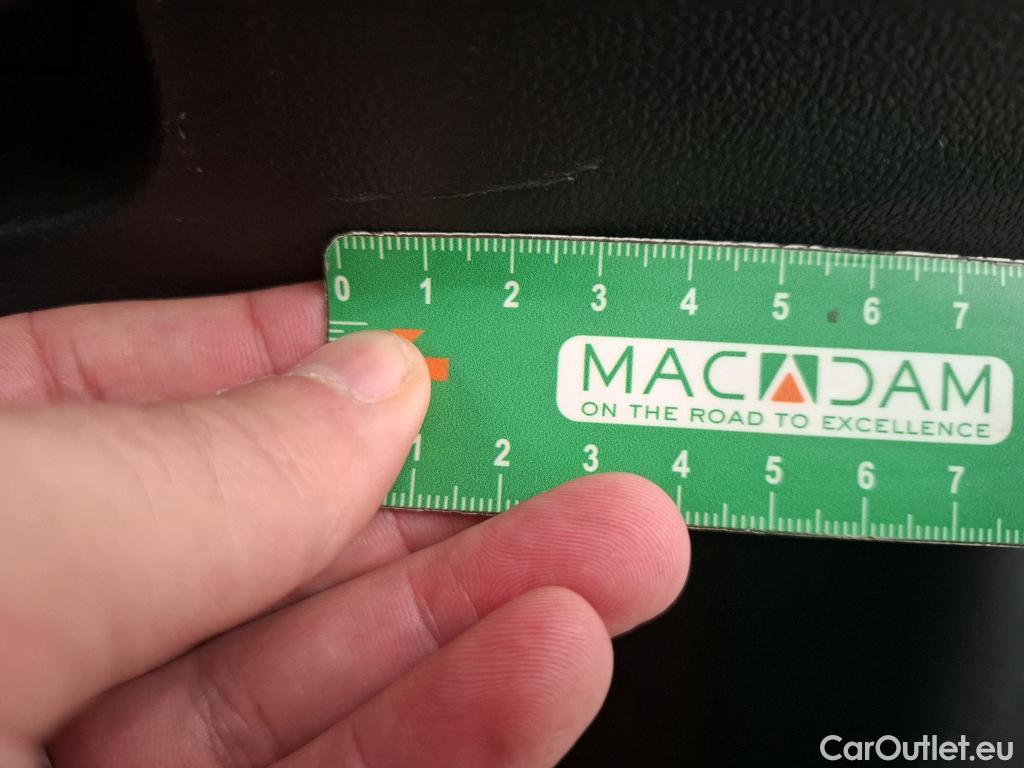 0 1 2 3 4 5 6 7
MACADAM
ON THE ROAD TO EXCELLENCE
1 2 3 4 5 6 7
CarOutlet.eu